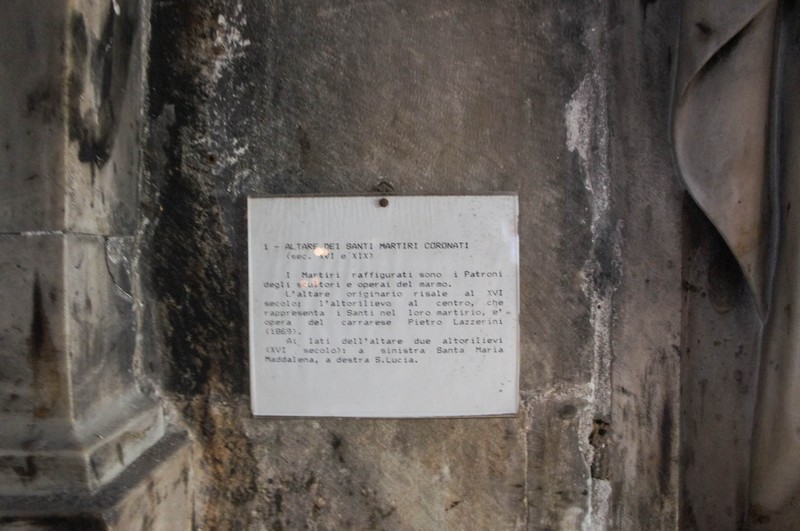 1 - ALTARE DEI SANTI MARTIRI CORONATI
(sec. XVI e XIX)
I Martiri raffigurati sono i Patroni
degli scultori e operai del marmo.
L'altare originario risale al XVI
secolo; l'altorilievo al centro, che
rappresenta i Santi nel loro martirio, e'
opera del carrarese Pietro Lazzerini
(1869).
Ai lati dell'altare due altorilievi
(XVI secolo): a sinistra Santa Maria
Maddalena, a destra S.Lucia.